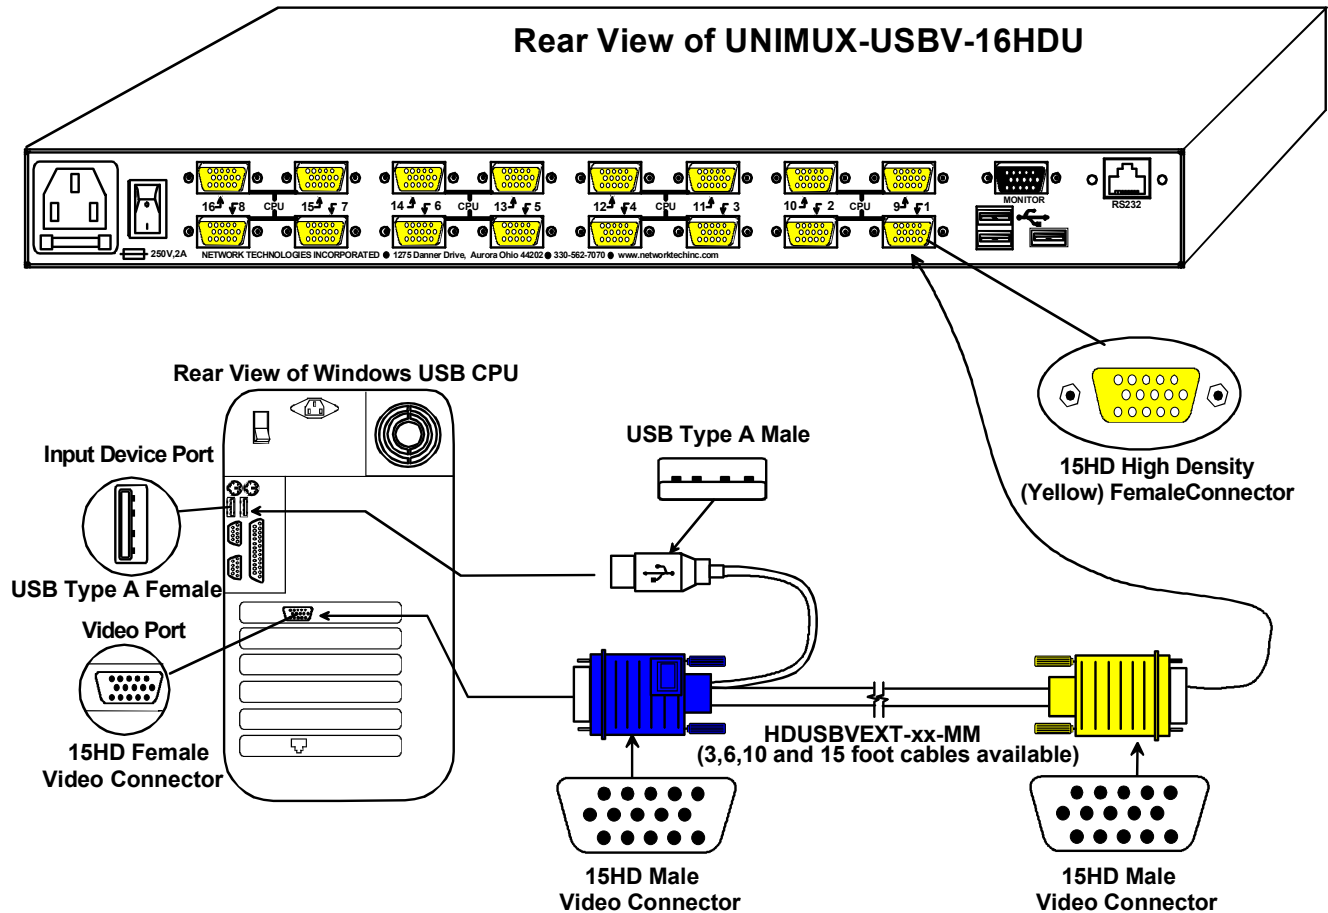 Rear View of UNIMUX-USBV-16HDU
16 8 CPU 15 7 14 6 CPU 13 5 12 4 CPU 11 3 10 2 CPU 9 1
MONITOR
RS232
250V,2A
NETWORK TECHNOLOGIES INCORPORATED ● 1275 Danner Drive, Aurora Ohio 44202 ● 330-562-7070 ● www.networktechinc.com
Rear View of Windows USB CPU
Input Device Port
USB Type A Female
Video Port
15HD Female
Video Connector
USB Type A Male
15HD High Density
(Yellow) FemaleConnector
HDUSBVEXT-xx-MM
(3,6,10 and 15 foot cables available)
15HD Male
Video Connector
15HD Male
Video Connector